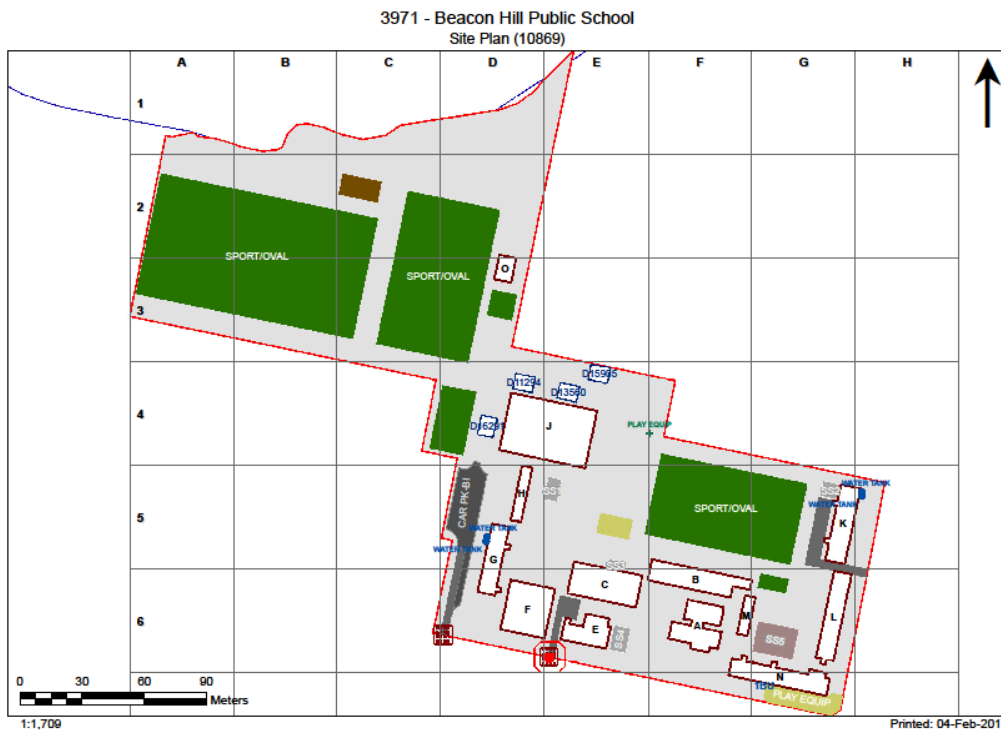 3971 - Beacon Hill Public School
Site Plan (10869)
A B C D E F G H
1
2
SPORT/OVAL
SPORT/OVAL
O
3
D15985
D11294
D13560
4
PLAY EQUIP
D16291
J
SS2
WATER TANK
H
SS1
WATER TANK
CAR PK-BI
SPORT/OVAL
5
K
WATER TANK
WATER TANK
G
SS3
C
B
F
M
L
6
E
A
SS4
SS5
N
TBU
PLAY EQUIP
0 30 60 90
Meters
1:1,709
Printed: 04-Feb-201